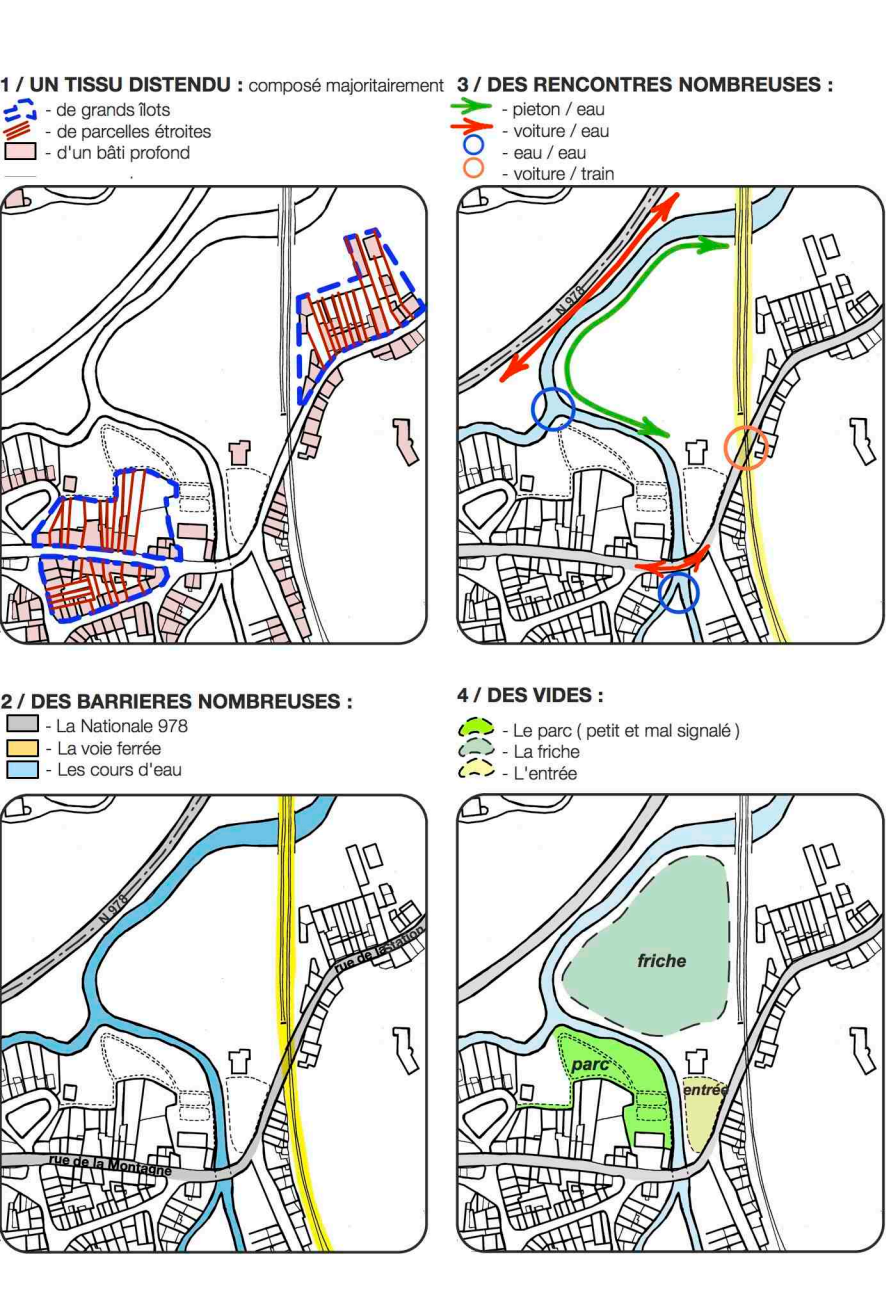 1 / UN TISSU DISTENDU : composé majoritairement
- de grands îlots
- de parcelles étroites
- d'un bâti profond
3 / DES RENCONTRES NOMBREUSES :
- pieton / eau
- voiture / eau
- eau / eau
- voiture / train
N 978
2 / DES BARRIERES NOMBREUSES :
- La Nationale 978
- La voie ferrée
- Les cours d'eau
4 / DES VIDES :
- Le parc ( petit et mal signalé )
- La friche
- L'entrée
N 978
rue de la Station
rue de la Montagne
friche
parc
entrée